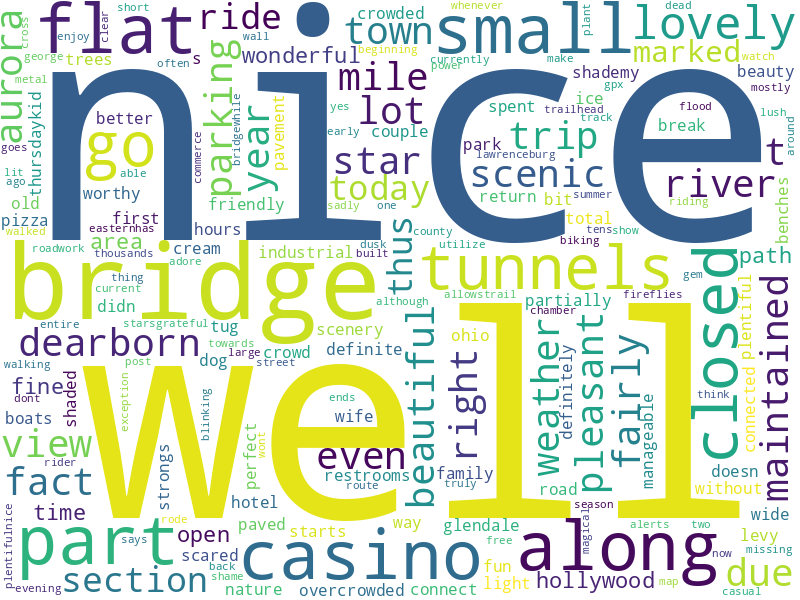 nice
well
bridge
small
flat
casino
along
part
closed
tunnels
lovely
town
aurora
go
ride
parking
year
wonderful
mile
lot
star
today
trip
scenic
river
t
marked
thus
beautiful
right
weather
pleasant
fairly
maintained
path
due
dearborn
even
view
fact
section
fine
time
open
hollywood
crowded
trees
s
thursdaykid
better
worthy
first
pizza
old
area
hours
cream
friendly
pavement
couple
spent
ice
shademy
beauty
break
park
return
bit
total
benches
industrial
didn
tug
scenery
crowd
definite
dog
boats
shaded
strongs
wife
restrooms
family
hotel
perfect
paved
starts
way
glendale
scared
nature
overcrowded
connect
light
fun
road
definitely
manageable
partially
ohio
connected
plentiful
without
doesn
wide
levy
short
cross
clear
george
enjoy
wall
often
beginning
currently
whenever
plant
dead
power
make
watch
mostly
metal
goes
lit
ago
able
walked
easternhas
commerce
bridgewhile
yes
early
sadly
one
lawrenceburg
trailhead
gpx
track
flood
lush
around
riding
summer
tens
show
biking
roadwork
thousands
thing
current
adore
built
dusk
county
utilize
although
allowstrail
gem
fireflies
chamber
entire
starsgrateful
towards
large
street
walking
post
dont
exception
blinking
ends
route
truly
think
rider
says
wont
rode
back
shame
evening
plentifulnice
free
season
magical
alerts
two
now
map
missing
casual